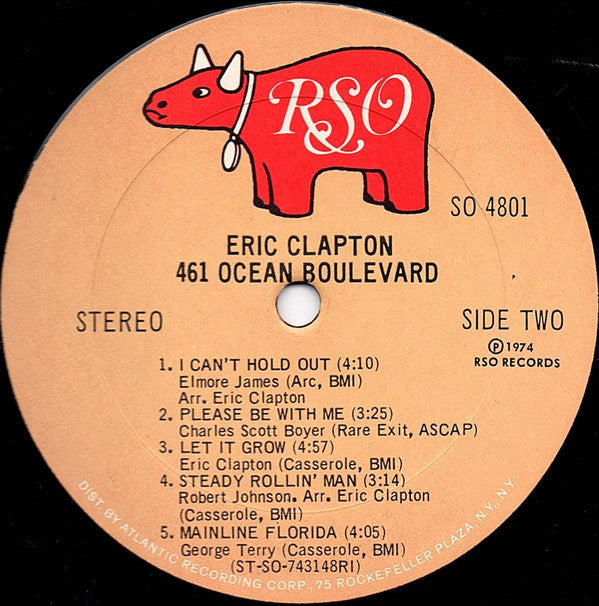 RSO
SO 4801
ERIC CLAPTON
461 OCEAN BOULEVARD
STEREO
SIDE TWO
Ⓟ 1974
RSO RECORDS
1. I CAN'T HOLD OUT (4:10)
Elmore James (Arc, BMI)
Arr. Eric Clapton
2. PLEASE BE WITH ME (3:25)
Charles Scott Boyer (Rare Exit, ASCAP)
3. LET IT GROW (4:57)
Eric Clapton (Casserole, BMI)
4. STEADY ROLLIN' MAN (3:14)
Robert Johnson. Arr. Eric Clapton
(Casserole, BMI)
5. MAINLINE FLORIDA (4:05)
George Terry (Casserole, BMI)
(ST-SO-743148RI)
DIST. BY ATLANTIC RECORDING CORP., 75 ROCKEFELLER PLAZA, N.Y., N.Y.